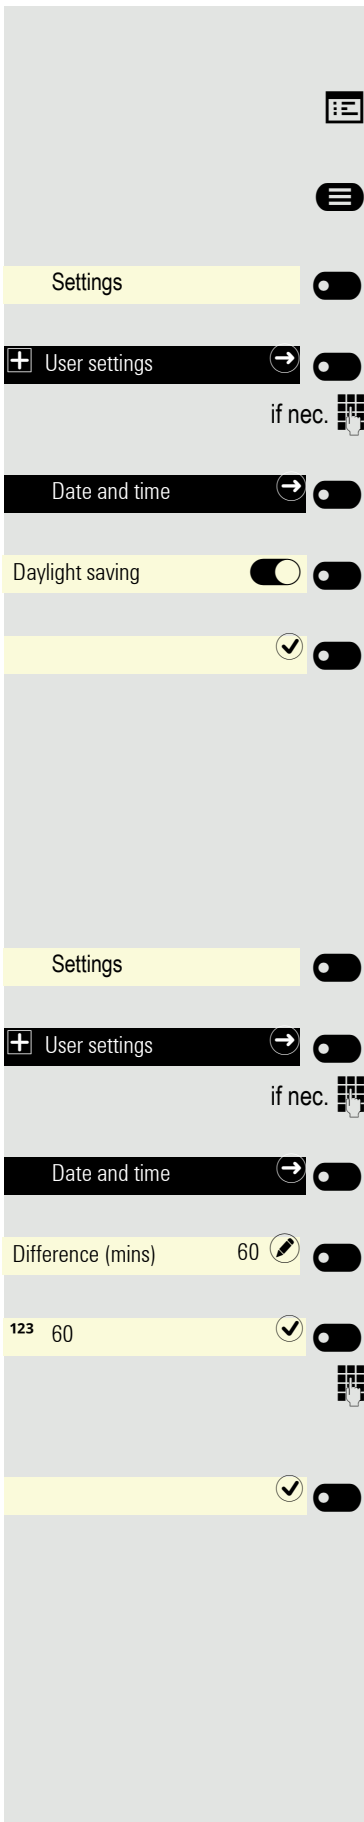 Settings
User settings
if nec.
Date and time
Daylight saving
Settings
User settings
if nec.
Date and time
Difference (mins) 60
123 60